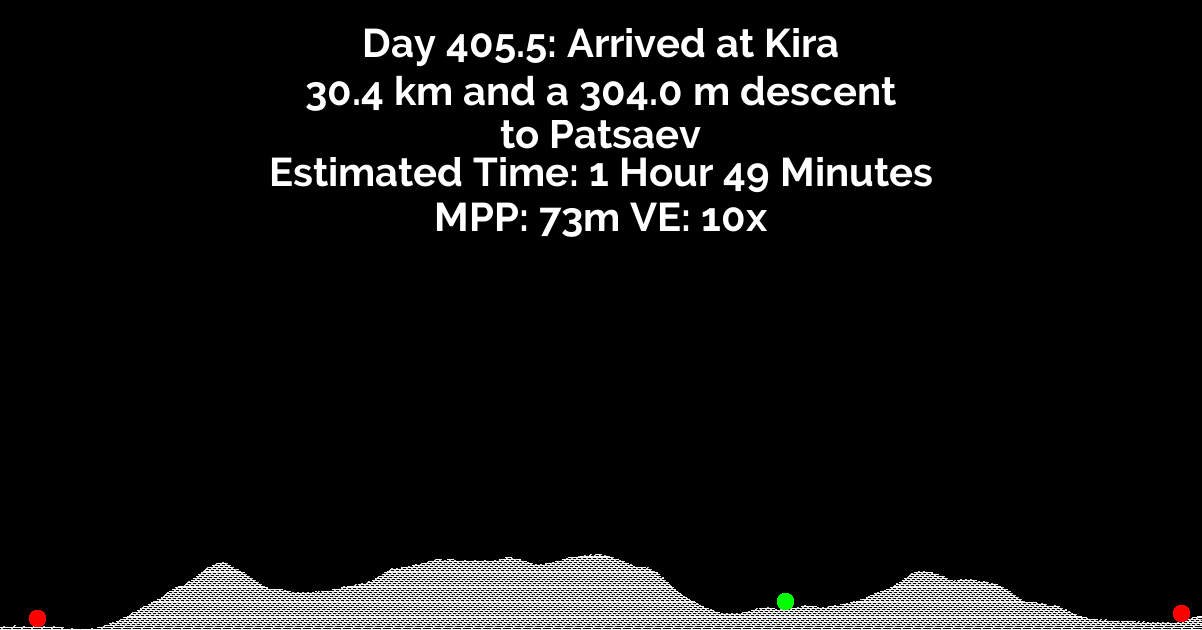 Day 405.5: Arrived at Kira
30.4 km and a 304.0 m descent
to Patsaev
Estimated Time: 1 Hour 49 Minutes
MPP: 73m VE: 10x